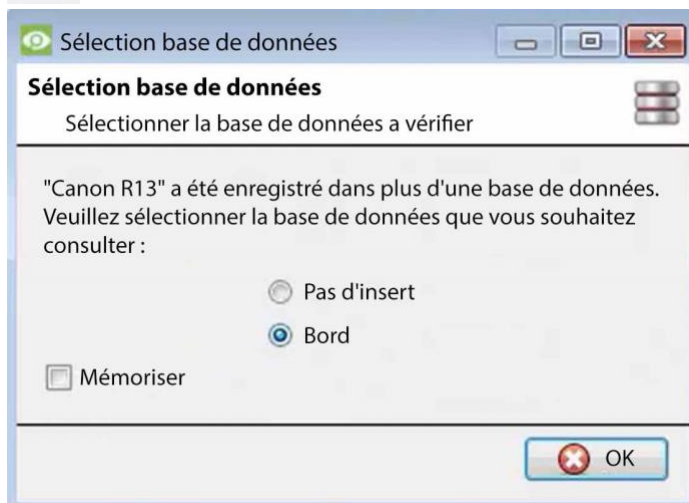 Sélection base de données
Sélection base de données
Sélectionner la base de données a vérifier
"Canon R13" a été enregistré dans plus d'une base de données.
Veuillez sélectionner la base de données que vous souhaitez
consulter :
Pas d'insert
Bord
Mémoriser
OK